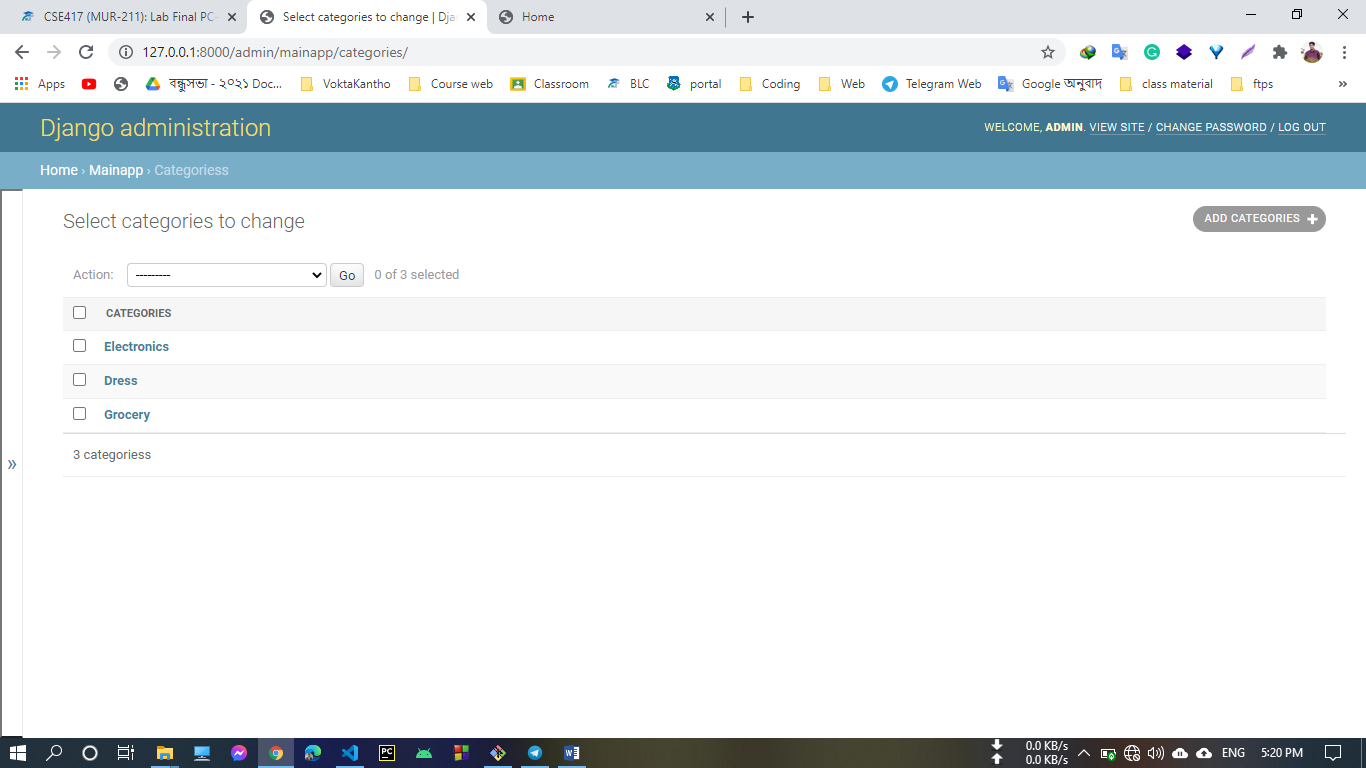 CSE417 (MUR-211): Lab Final PC-
Select categories to change | Dja
Home
127.0.0.1:8000/admin/mainapp/categories/
Apps
বন্ধুসভা - ২০২১ Doc...
VoktaKantho
Course web
Classroom
BLC
portal
Coding
Web
Telegram Web
Google অনুবাদ
class material
ftps
»
Django administration
WELCOME, ADMIN. VIEW SITE / CHANGE PASSWORD / LOG OUT
Home › Mainapp › Categoriess
Select categories to change
ADD CATEGORIES +
Action: --------- Go 0 of 3 selected
CATEGORIES
Electronics
Dress
Grocery
3 categoriess
»
0.0 KB/s
0.0 KB/s
ENG
5:20 PM